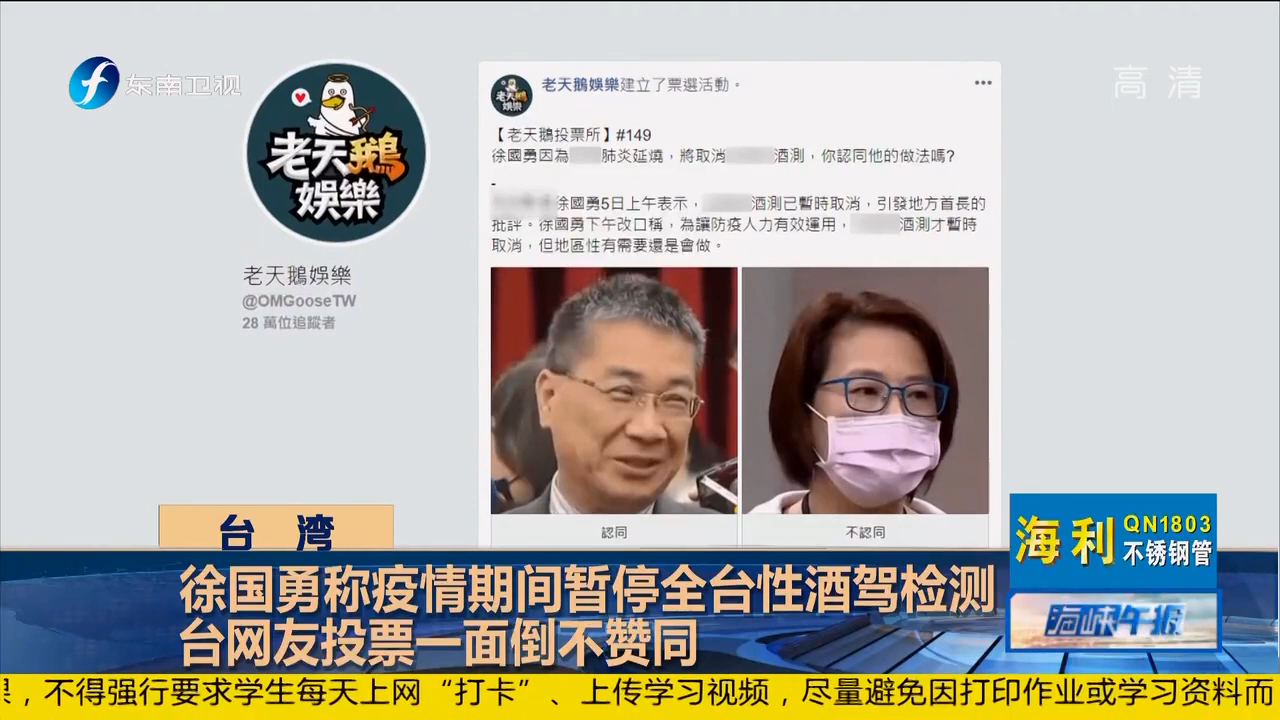 东南卫视
高清
老天鵝娛樂
老天鵝娛樂
@OMGooseTW
28 萬位追蹤者
老天鵝娛樂
老天鵝娛樂建立了票選活動。
【老天鵝投票所】#149
徐國勇因為肺炎延燒，將取消酒測，你認同他的做法嗎?
-
徐國勇5日上午表示，酒測已暫時取消，引發地方首長的
批評。徐國勇下午改口稱，為讓防疫人力有效運用，酒測才暫時
取消，但地區性有需要還是會做。
認同
不認同
台湾
徐国勇称疫情期间暂停全台性酒驾检测
台网友投票一面倒不赞同
海利
QN1803
不锈钢管
海峡午报
，不得强行要求学生每天上网“打卡”、上传学习视频，尽量避免因打印作业或学习资料而